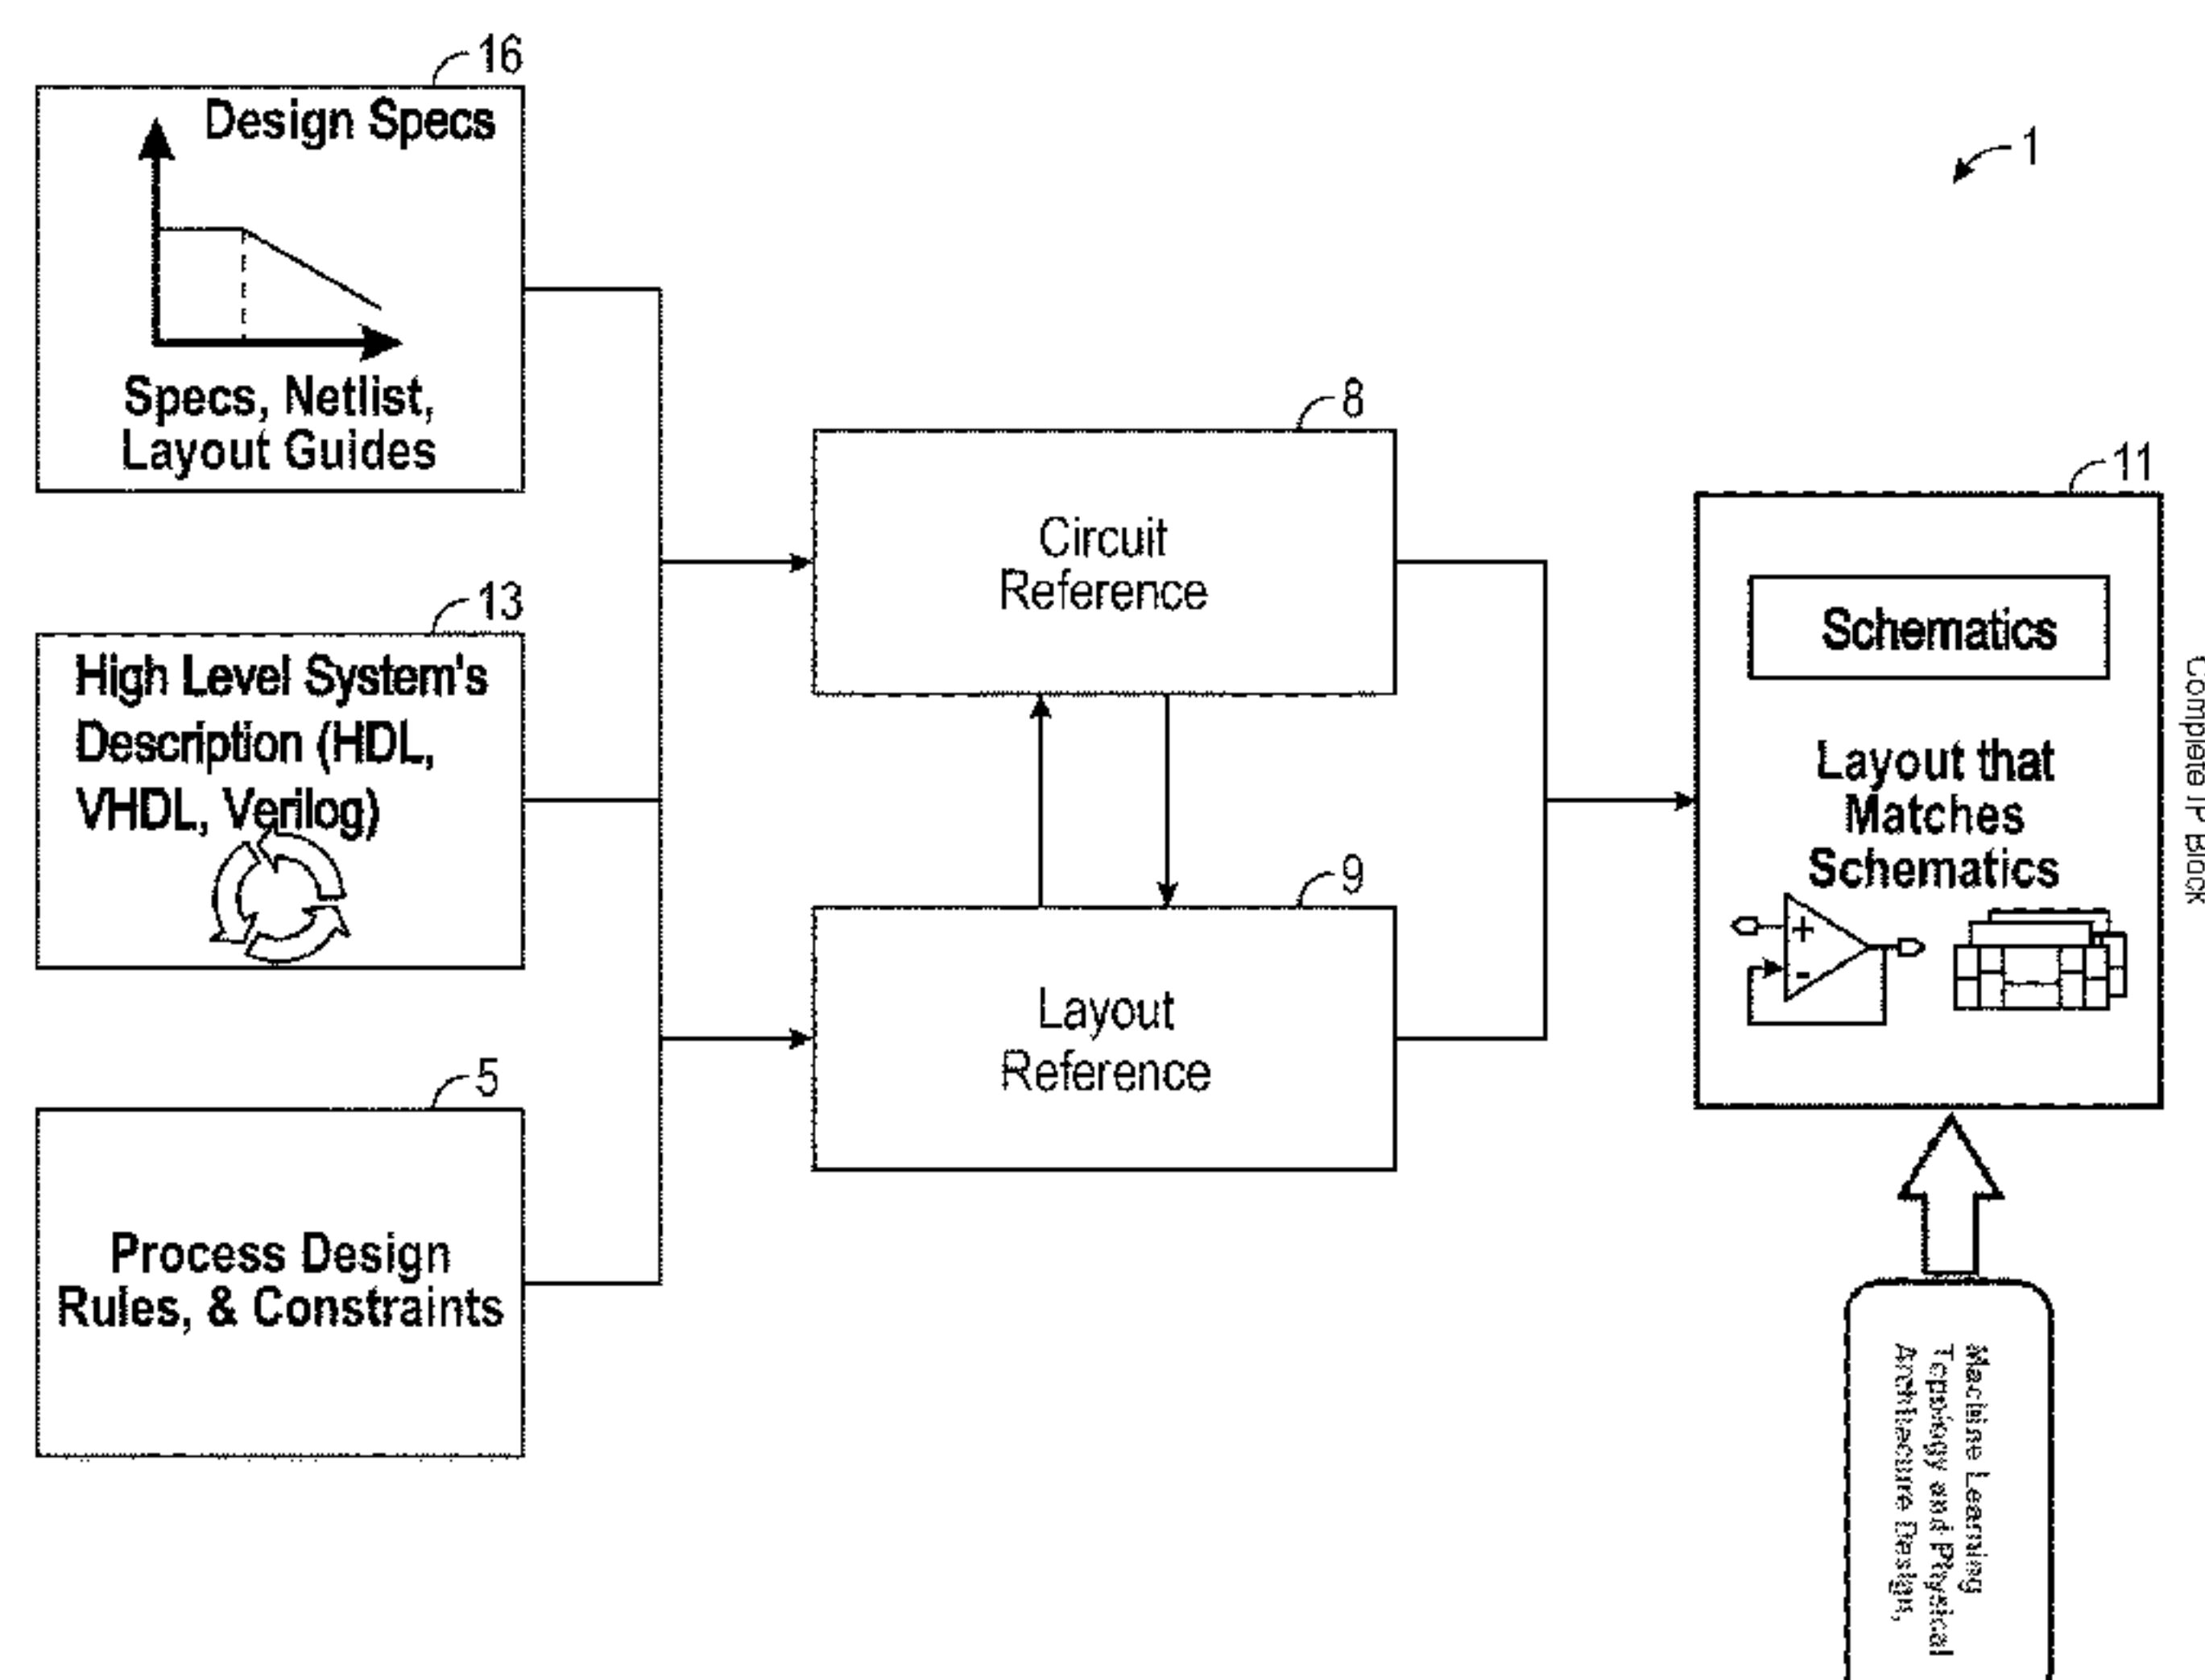 16
Design Specs
Specs, Netlist,
Layout Guides
13
High Level System's
Description (HDL,
VHDL, Verilog)
5
Process Design
Rules, & Constraints
8
Circuit
Reference
9
Layout
Reference
1
11
Schematics
Layout that
Matches
Schematics
+
-
Complete IP Block
Machine Learning
Topology and Physical
Design,